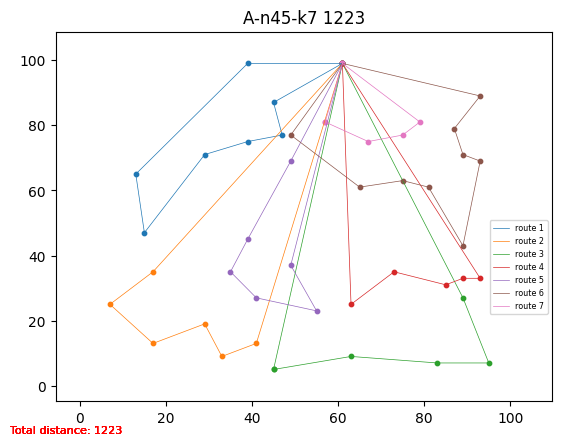 A-n45-k7 1223
100
80
60
40
20
0
route 1
route 2
route 3
route 4
route 5
route 6
route 7
0 20 40 60 80 100
Total distance: 1223